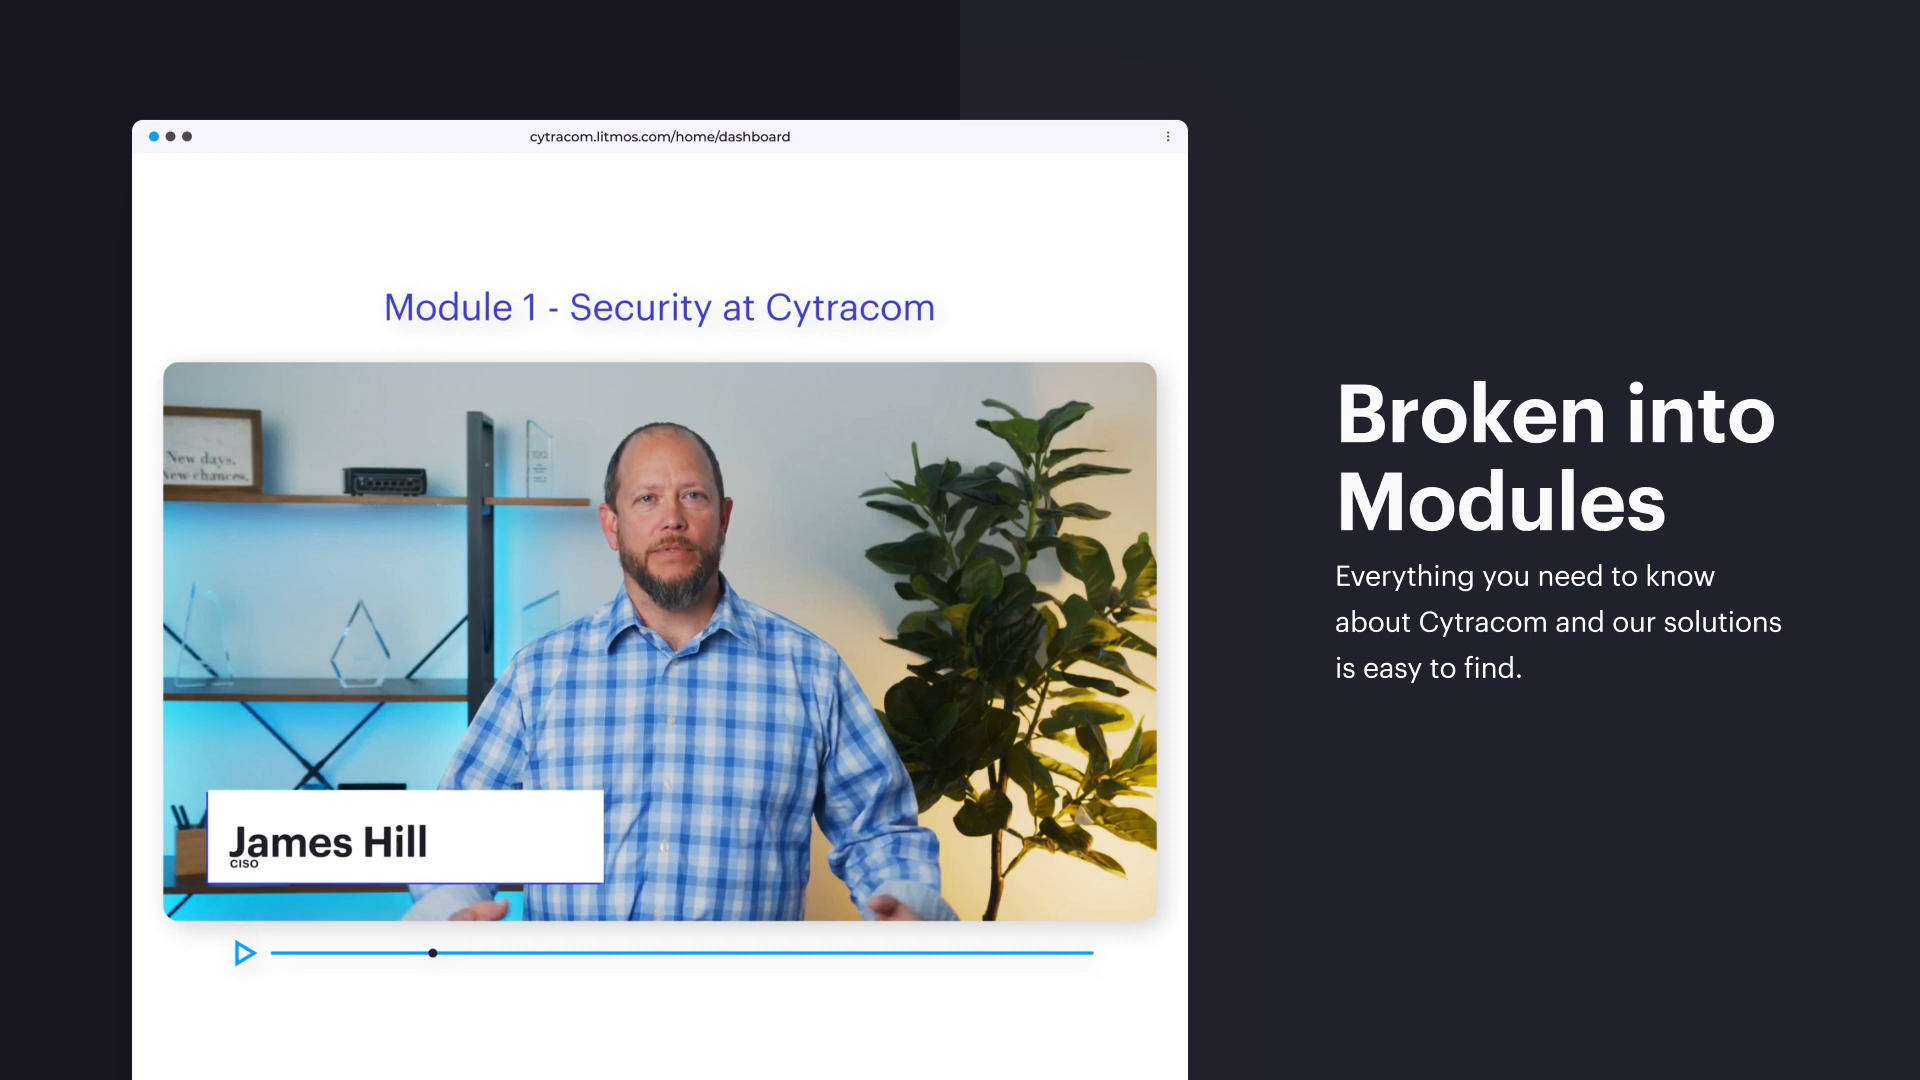 cytracom.litmos.com/home/dashboard
Module 1 - Security at Cytracom
New days.
New chances.
James Hill
CISO
Broken into
Modules
Everything you need to know
about Cytracom and our solutions
is easy to find.